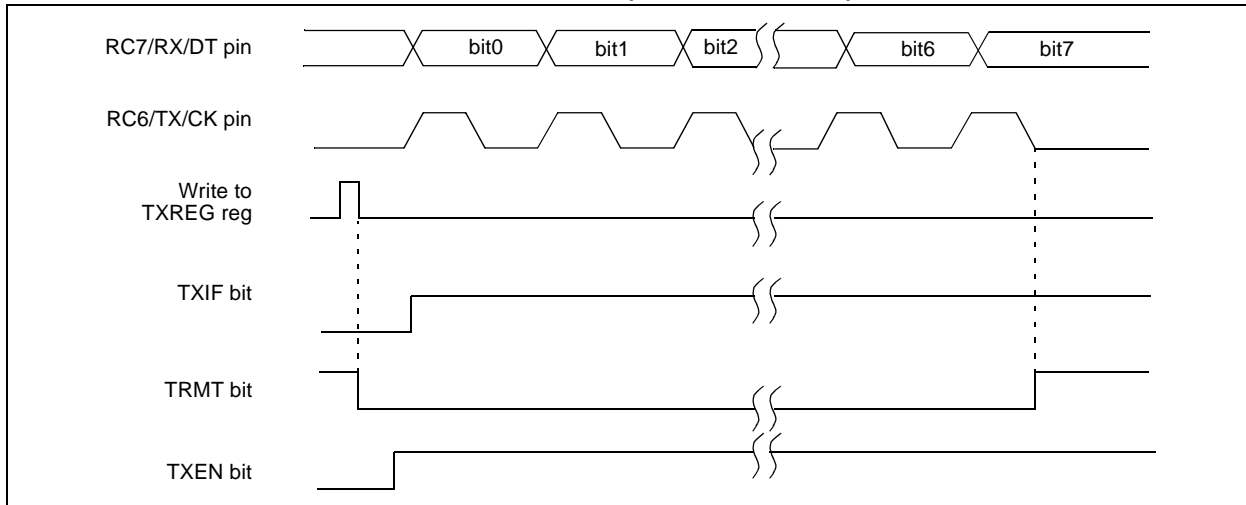 RC7/RX/DT pin bit0 bit1 bit2 bit6 bit7
RC6/TX/CK pin
Write to
TXREG reg
TXIF bit
TRMT bit
TXEN bit